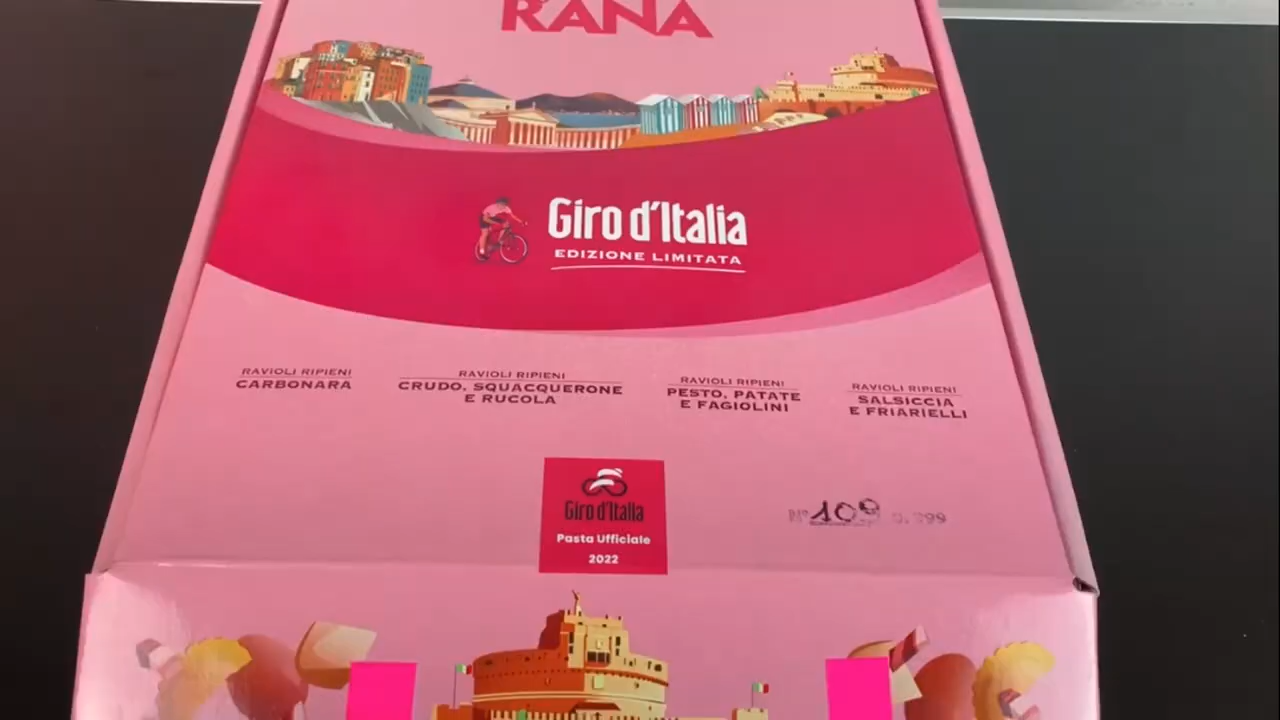 RANA
Giro d'Italia
EDIZIONE LIMITATA
RAVIOLI RIPIENI
CARBONARA
RAVIOLI RIPIENI
CRUDO, SQUACQUERONE
E RUCOLA
RAVIOLI RIPIENI
PESTO, PATATE
E FAGIOLINI
RAVIOLI RIPIENI
SALSICCIA
E FRIARIELLI
Giro d'Italia
Pasta Ufficiale
2022
N° 109